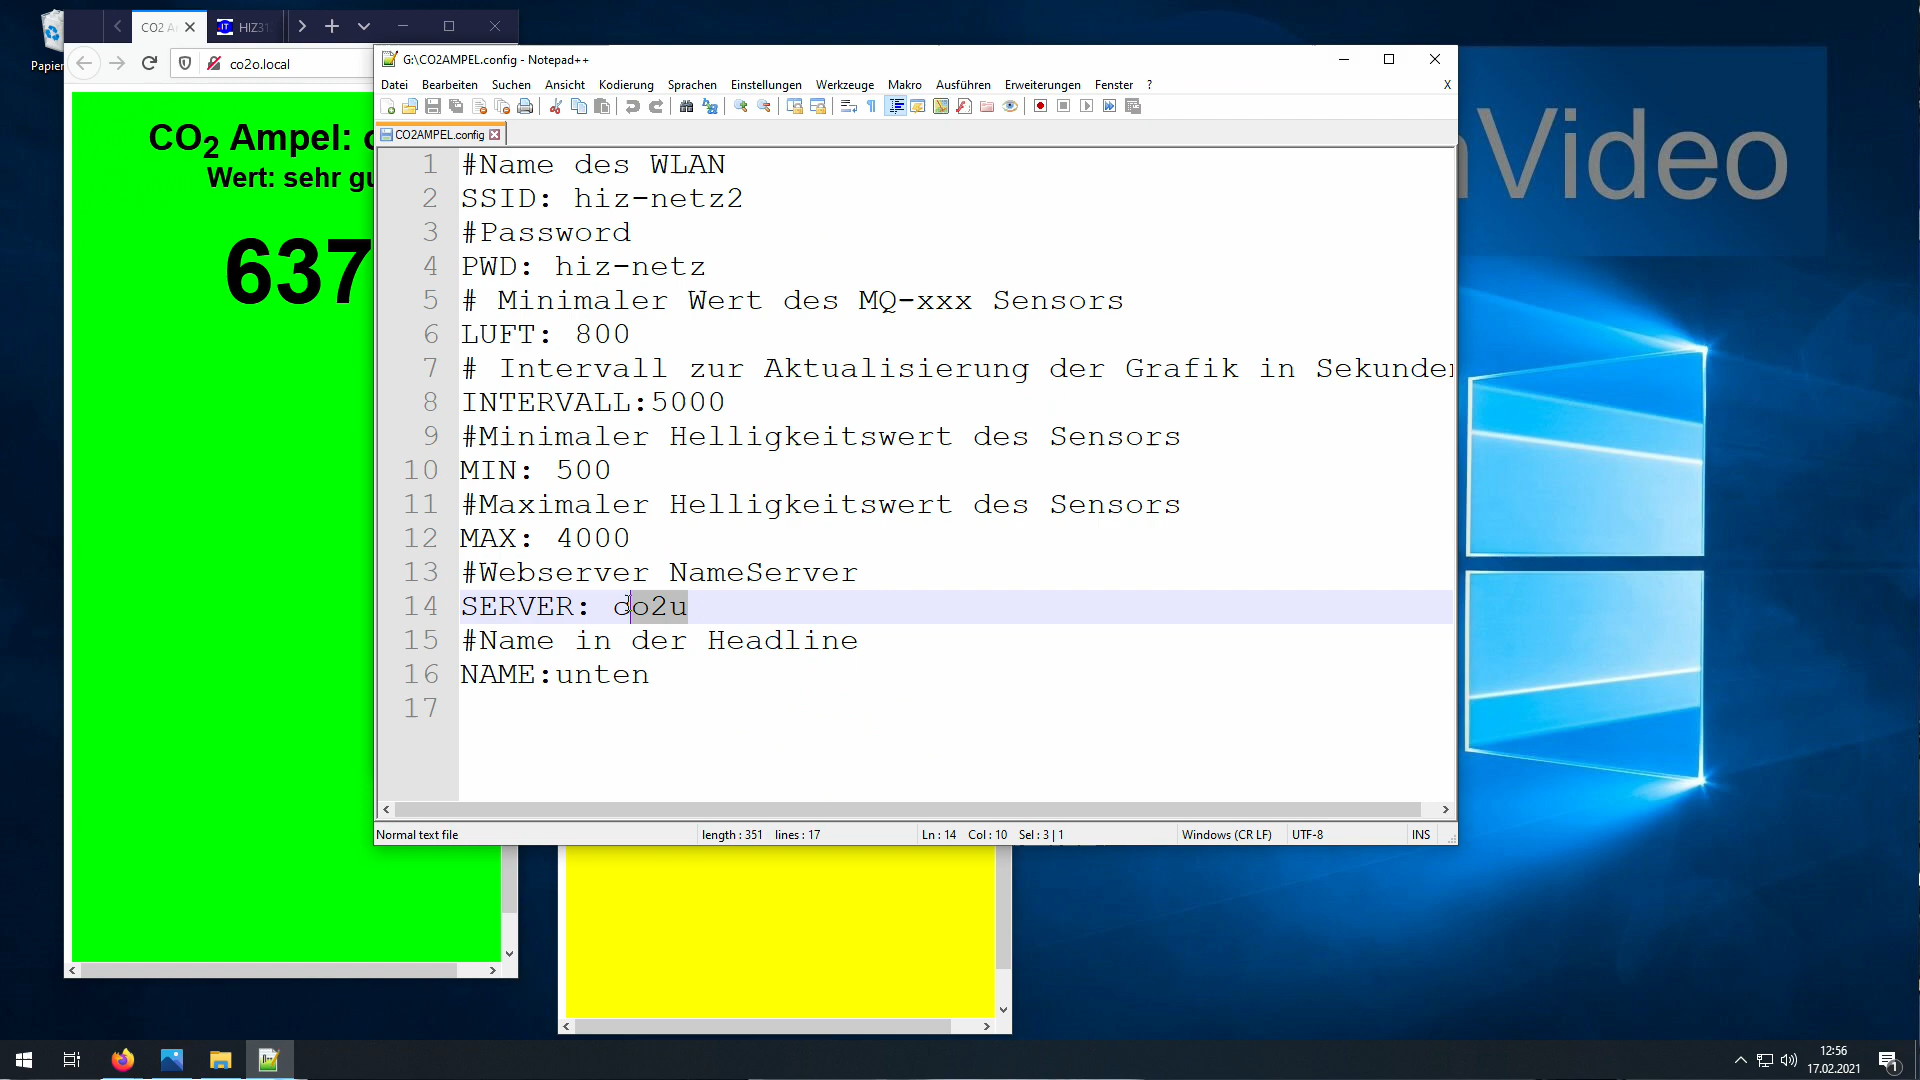 Papier
CO2 A
HIZ31
co2o.local
CO2 Ampel:
Wert: sehr gu
637
G:\CO2AMPEL.config - Notepad++
Datei Bearbeiten Suchen Ansicht Kodierung Sprachen Einstellungen Werkzeuge Makro Ausführen Erweiterungen Fenster ? X
CO2AMPEL.config
1 #Name des WLAN
2 SSID: hiz-netz2
3 #Password
4 PWD: hiz-netz
5 # Minimaler Wert des MQ-xxx Sensors
6 LUFT: 800
7 # Intervall zur Aktualisierung der Grafik in Sekunden
8 INTERVALL:5000
9 #Minimaler Helligkeitswert des Sensors
10 MIN: 500
11 #Maximaler Helligkeitswert des Sensors
12 MAX: 4000
13 #Webserver NameServer
14 SERVER: co2u
15 #Name in der Headline
16 NAME:unten
17
Normal text file length : 351 lines : 17 Ln : 14 Col : 10 Sel : 3 | 1 Windows (CR LF) UTF-8 INS
nVideo
12:56
17.02.2021
1